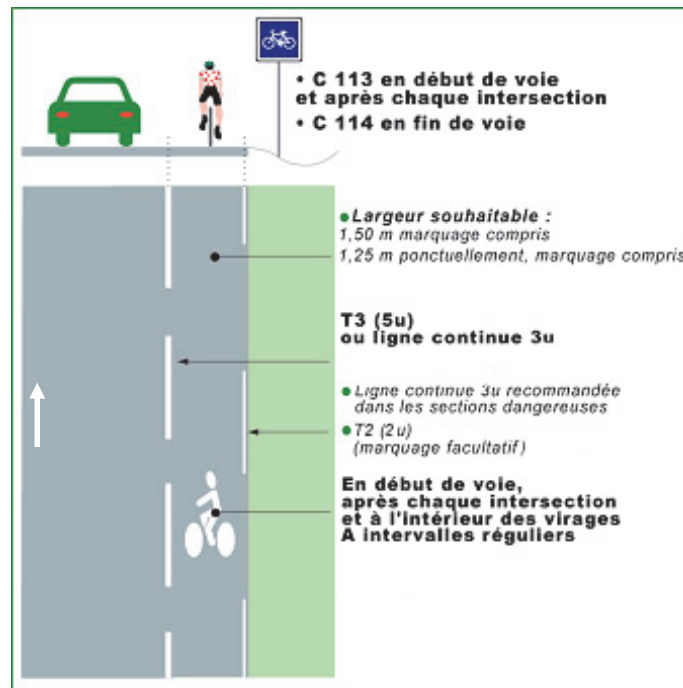 • C 113 en début de voie
et après chaque intersection
• C 114 en fin de voie
• Largeur souhaitable :
1,50 m marquage compris
1,25 m ponctuellement, marquage compris
T3 (5u)
ou ligne continue 3u
• Ligne continue 3u recommandée
dans les sections dangereuses
• T2 (2u)
(marquage facultatif)
En début de voie,
après chaque intersection
et à l'intérieur des virages
A intervalles réguliers